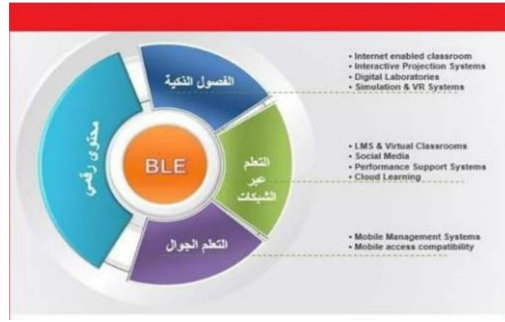 الفصول الذكية
• Internet enabled classroom
• Interactive Projection Systems
• Digital Laboratories
• Simulation & VR Systems
محتوى رقمي
BLE
التعلم
عبر
الشبكات
• LMS & Virtual Classrooms
• Social Media
• Performance Support Systems
• Cloud Learning
التعلم الجوال
• Mobile Management Systems
• Mobile access compatibility